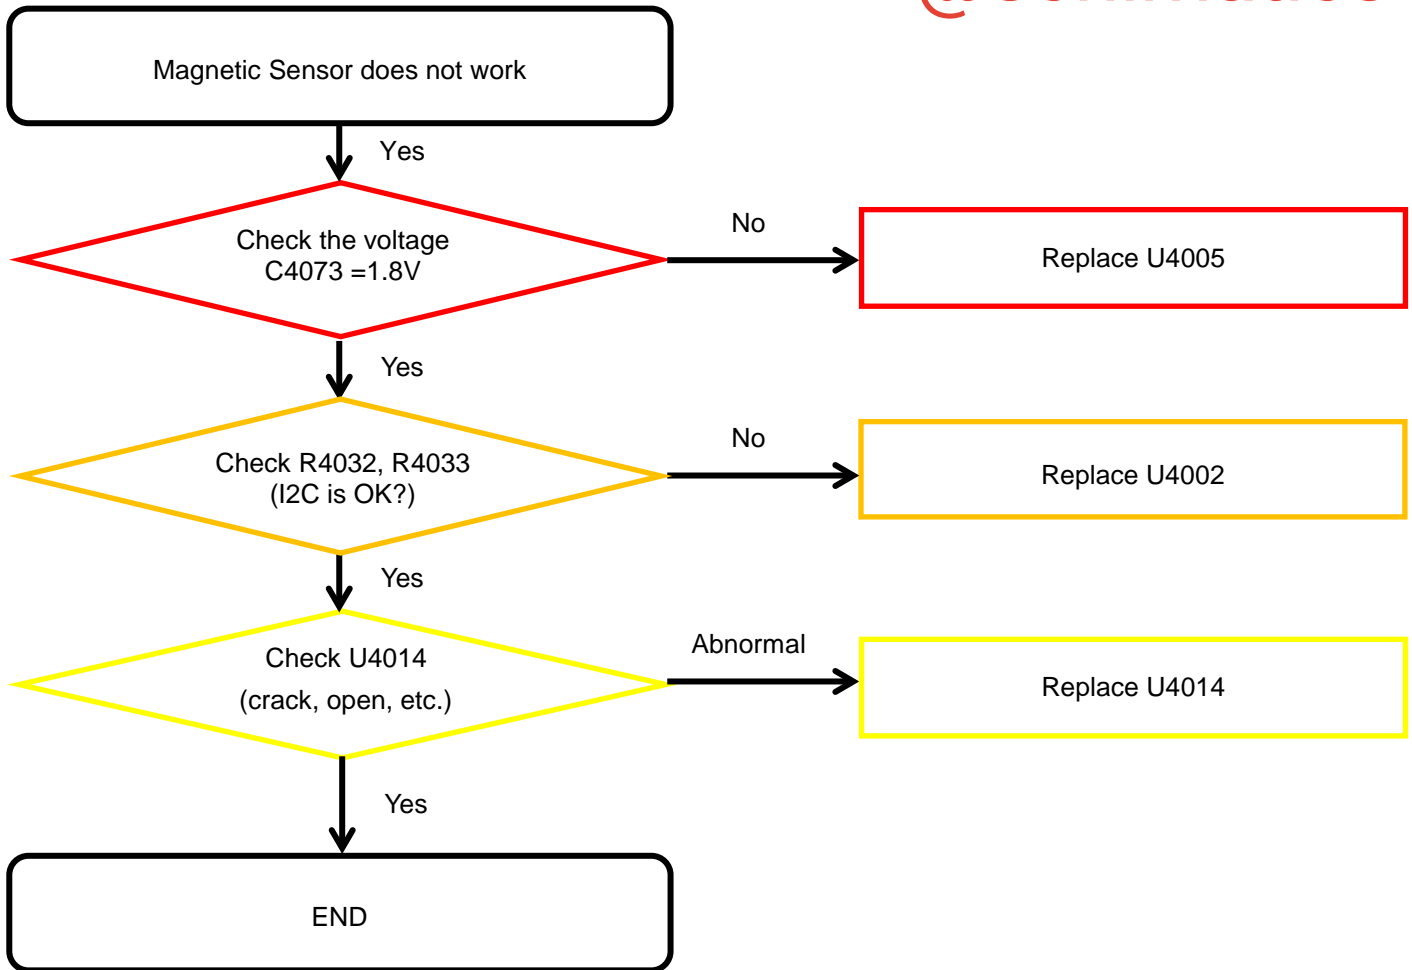 Magnetic Sensor does not work
Yes
Check the voltage
C4073 =1.8V
No
Replace U4005
Yes
Check R4032, R4033
(I2C is OK?)
No
Replace U4002
Yes
Check U4014
(crack, open, etc.)
Abnormal
Replace U4014
Yes
END